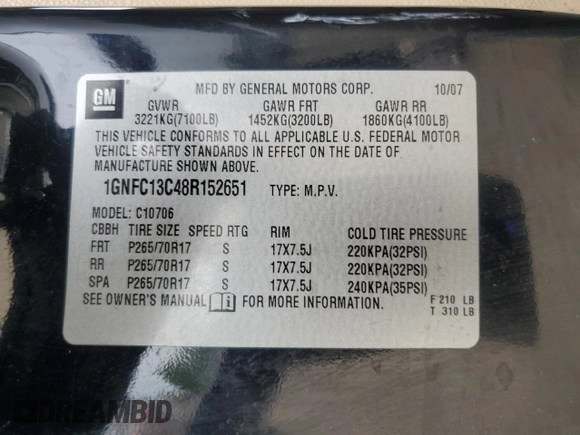 GM
MFD BY GENERAL MOTORS CORP. 10/07
GVWR GAWR FRT GAWR RR
3221KG(7100LB) 1452KG(3200LB) 1860KG(4100LB)
THIS VEHICLE CONFORMS TO ALL APPLICABLE U.S. FEDERAL MOTOR
VEHICLE SAFETY STANDARDS IN EFFECT ON THE DATE OF
MANUFACTURE SHOWN ABOVE.
1GNFC13C48R152651 TYPE: M.P.V.
MODEL: C10706
CBBH TIRE SIZE SPEED RTG RIM COLD TIRE PRESSURE
FRT P265/70R17 S 17X7.5J 220KPA(32PSI)
RR P265/70R17 S 17X7.5J 220KPA(32PSI)
SPA P265/70R17 S 17X7.5J 240KPA(35PSI)
SEE OWNER'S MANUAL FOR MORE INFORMATION. F 210 LB
T 310 LB
DREAMBID